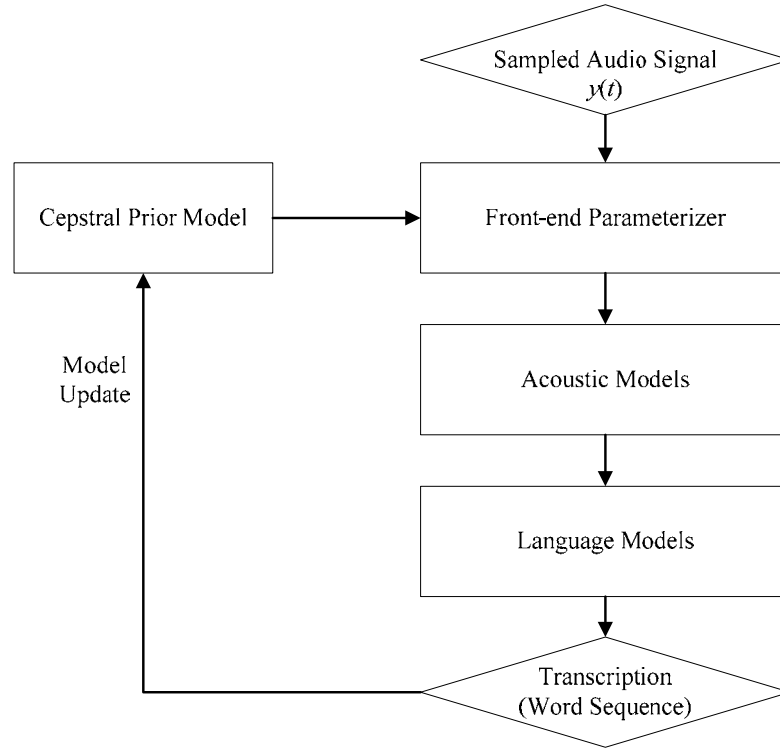 Sampled Audio Signal
y(t)
Cepstral Prior Model
Front-end Parameterizer
Model
Update
Acoustic Models
Language Models
Transcription
(Word Sequence)